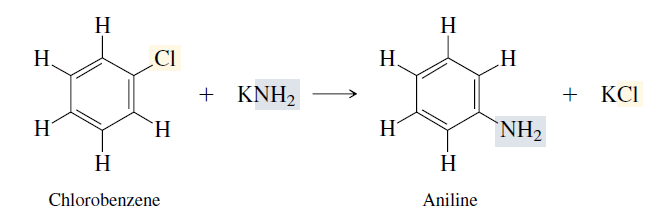 H H
H Cl H H
+ KNH₂ ⟶ + KCl
H H H NH₂
H H
Chlorobenzene Aniline